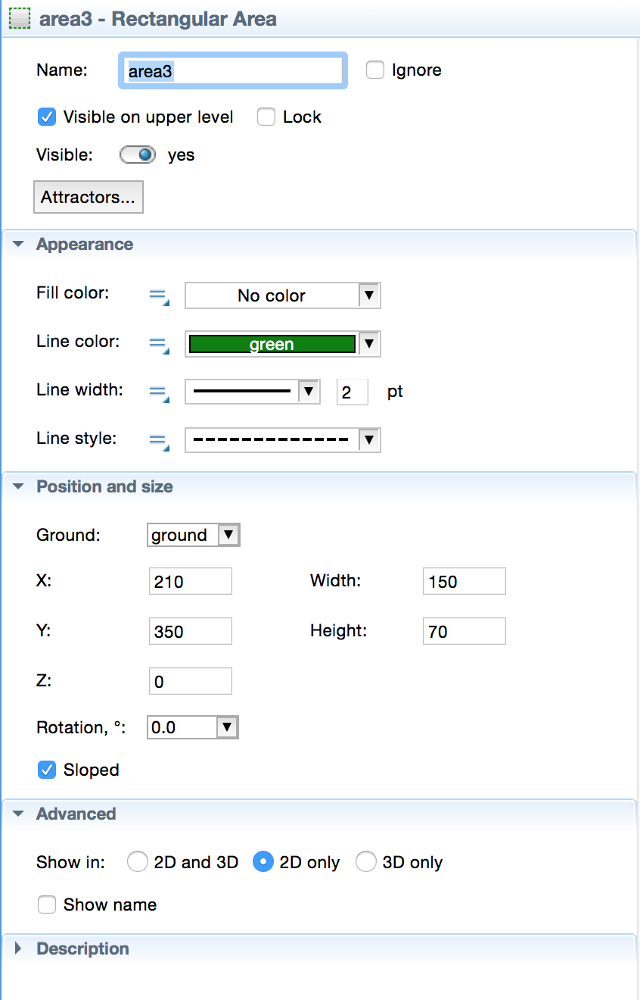 area3 - Rectangular Area
Name: area3 Ignore
Visible on upper level Lock
Visible: yes
Attractors...
Appearance
Fill color: No color
Line color: green
Line width: 2 pt
Line style:
Position and size
Ground: ground
X: 210 Width: 150
Y: 350 Height: 70
Z: 0
Rotation, °: 0.0
Sloped
Advanced
Show in: 2D and 3D 2D only 3D only
Show name
Description